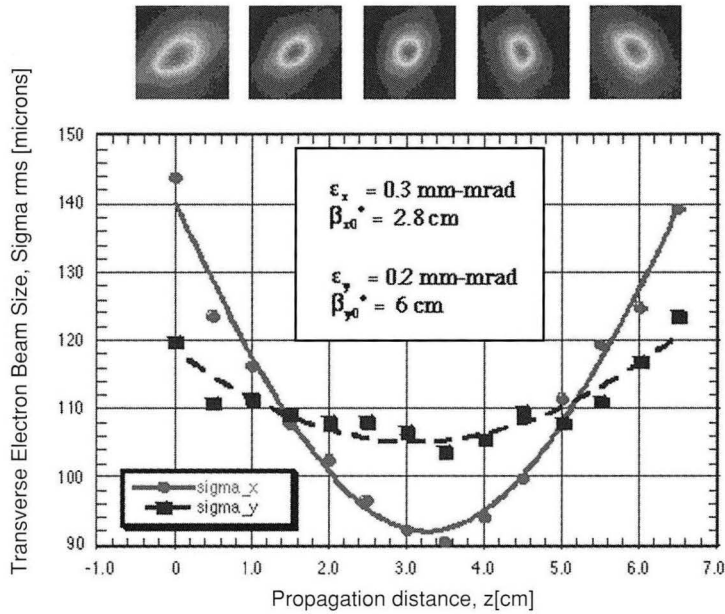 Transverse Electron Beam Size, Sigma rms [microns]
150
140
130
120
110
100
90
εx = 0.3 mm-mrad
βx0* = 2.8 cm
εy = 0.2 mm-mrad
βy0* = 6 cm
sigma_x
sigma_y
-1.0 0 1.0 2.0 3.0 4.0 5.0 6.0 7.0
Propagation distance, z[cm]